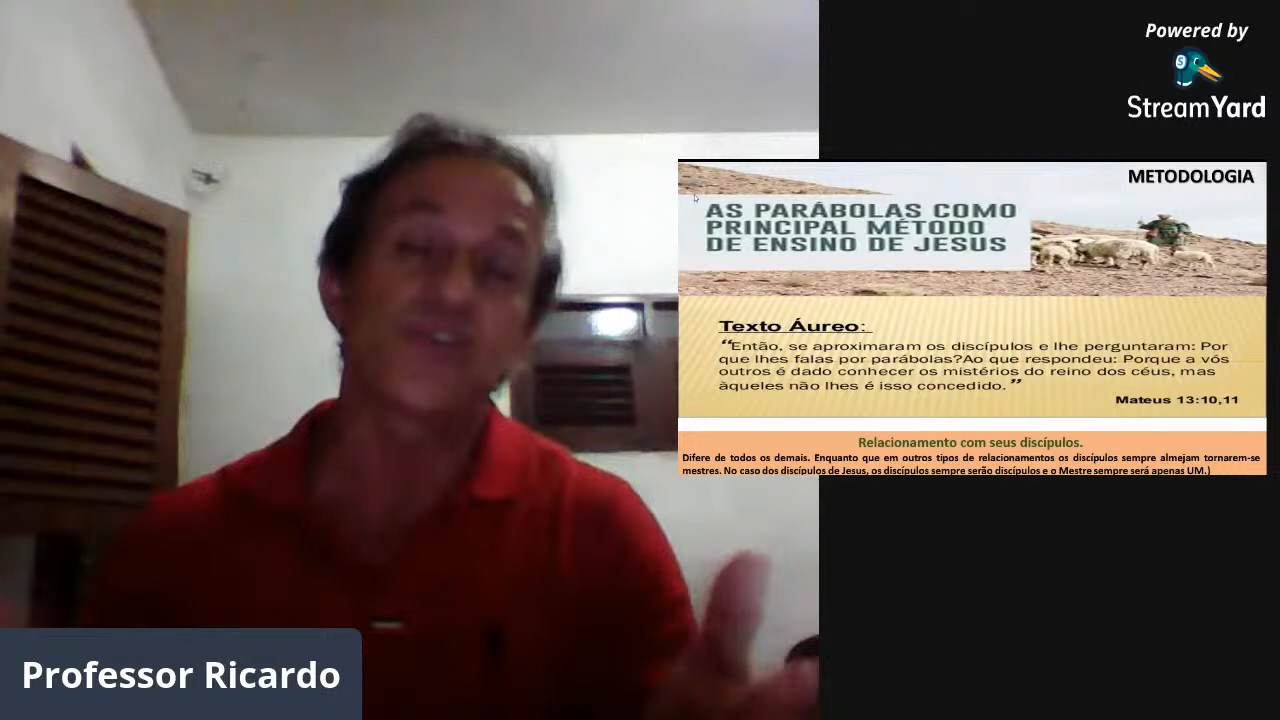 Powered by
StreamYard
METODOLOGIA
AS PARÁBOLAS COMO
PRINCIPAL MÉTODO
DE ENSINO DE JESUS
Texto Áureo:
“Então, se aproximaram os discípulos e lhe perguntaram: Por
que lhes falas por parábolas?Ao que respondeu: Porque a vós
outros é dado conhecer os mistérios do reino dos céus, mas
àqueles não lhes é isso concedido.”
Mateus 13:10,11
Relacionamento com seus discípulos.
Difere de todos os demais. Enquanto que em outros tipos de relacionamentos os discípulos sempre almejam tornarem-se
mestres. No caso dos discípulos de Jesus, os discípulos sempre serão discípulos e o Mestre sempre será apenas UM.)
Professor Ricardo